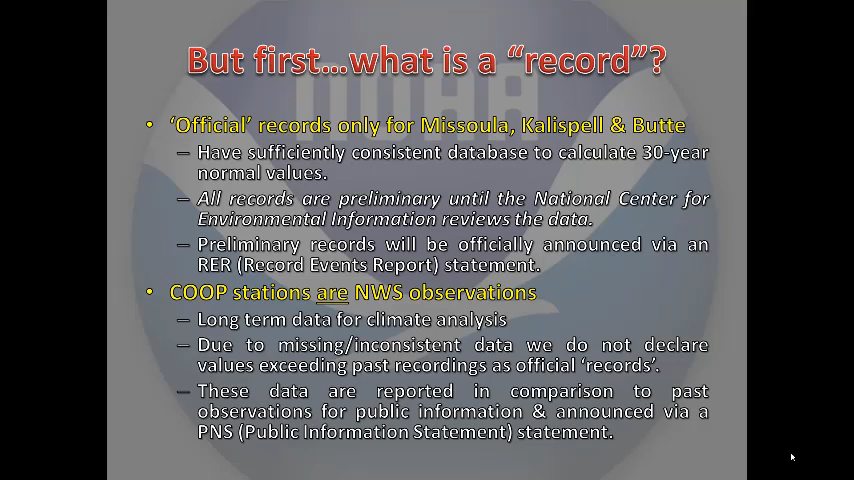 But first...what is a “record”?
• ‘Official’ records only for Missoula, Kalispell & Butte
– Have sufficiently consistent database to calculate 30-year
normal values.
– All records are preliminary until the National Center for
Environmental Information reviews the data.
– Preliminary records will be officially announced via an
RER (Record Events Report) statement.
• COOP stations are NWS observations
– Long term data for climate analysis
– Due to missing/inconsistent data we do not declare
values exceeding past recordings as official ‘records’.
– These data are reported in comparison to past
observations for public information & announced via a
PNS (Public Information Statement) statement.